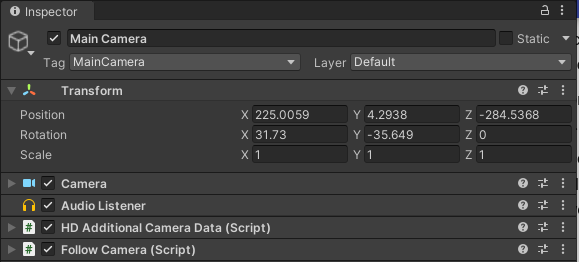 Inspector
Main Camera
Static
Tag MainCamera Layer Default
Transform
Position X 225.0059 Y 4.2938 Z -284.5368
Rotation X 31.73 Y -35.649 Z 0
Scale X 1 Y 1 Z 1
Camera
Audio Listener
# HD Additional Camera Data (Script)
# Follow Camera (Script)